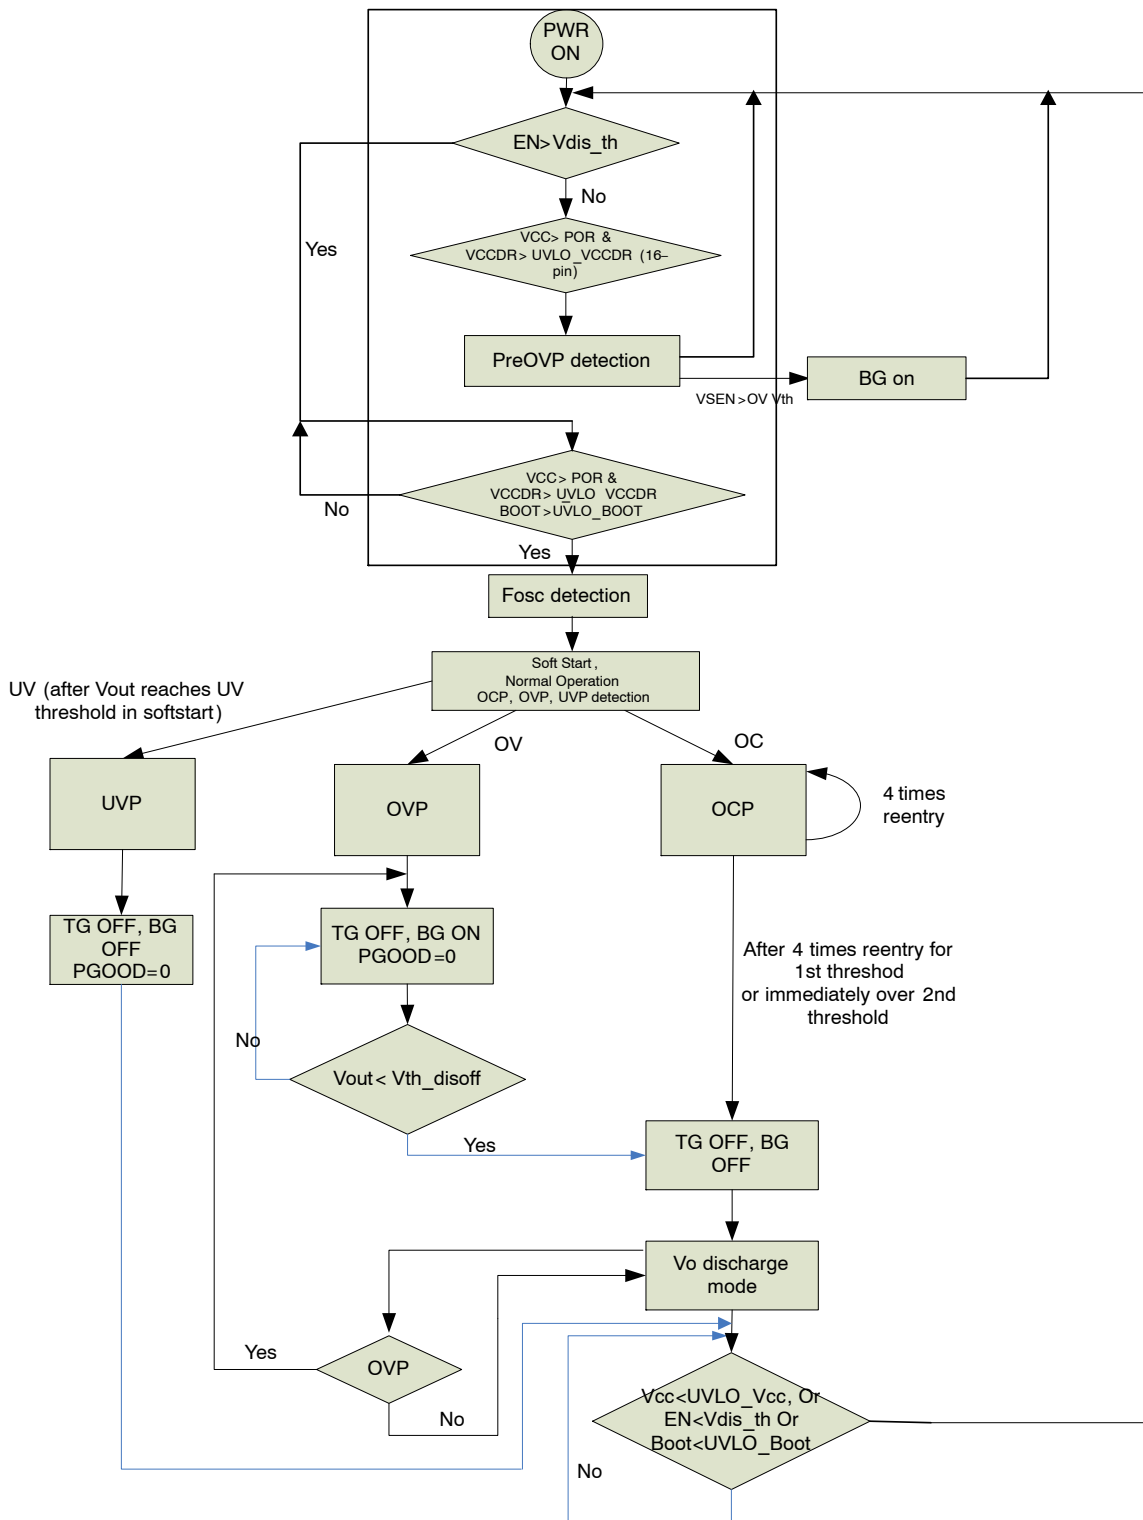 PWR
ON
EN>Vdis_th
No
Yes
VCC> POR &
VCCDR> UVLO_VCCDR (16–
pin)
PreOVP detection
BG on
VSEN>OV Vth
VCC> POR &
VCCDR> UVLO VCCDR
BOOT>UVLO_BOOT
No
Yes
Fosc detection
Soft Start,
Normal Operation
OCP, OVP, UVP detection
UV (after Vout reaches UV
threshold in softstart)
OV
OC
UVP
OVP
OCP
4 times
reentry
TG OFF, BG
OFF
PGOOD=0
TG OFF, BG ON
PGOOD=0
After 4 times reentry for
1st threshod
or immediately over 2nd
threshold
No
Vout< Vth_disoff
Yes
TG OFF, BG
OFF
Vo discharge
mode
Yes
OVP
No
Vcc<UVLO_Vcc, Or
EN<Vdis_th Or
Boot<UVLO_Boot
No